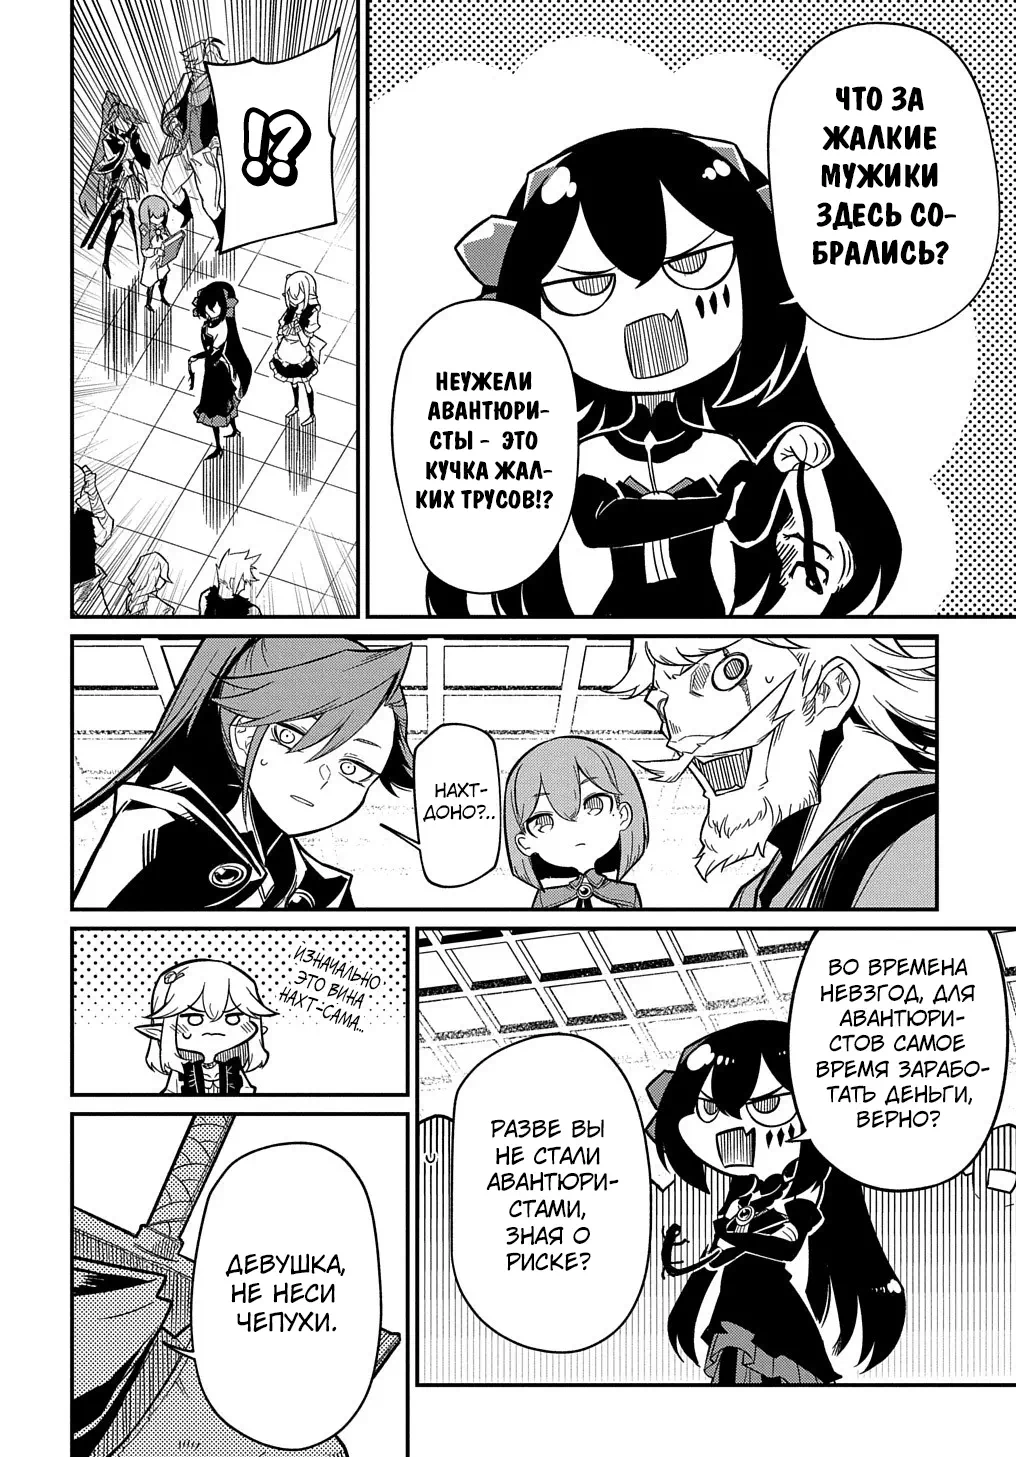 ЧТО ЗА
ЖАЛКИЕ
МУЖИКИ
ЗДЕСЬ СО-
БРАЛИСЬ?
НЕУЖЕЛИ
АВАНТЮРИ-
СТЫ - ЭТО
КУЧКА ЖАЛ-
КИХ ТРУСОВ!?
!?
НАХТ-
ДОНО?..
ВО ВРЕМЕНА
НЕВЗГОД, ДЛЯ
АВАНТЮРИ-
СТОВ САМОЕ
ВРЕМЯ ЗАРАБО-
ТАТЬ ДЕНЬГИ,
ВЕРНО?
РАЗВЕ ВЫ
НЕ СТАЛИ
АВАНТЮРИ-
СТАМИ,
ЗНАЯ О
РИСКЕ?
ИЗНАЧАЛЬНО
ЭТО ВИНА
НАХТ-САМА...
ДЕВУШКА,
НЕ НЕСИ
ЧЕПУХИ.